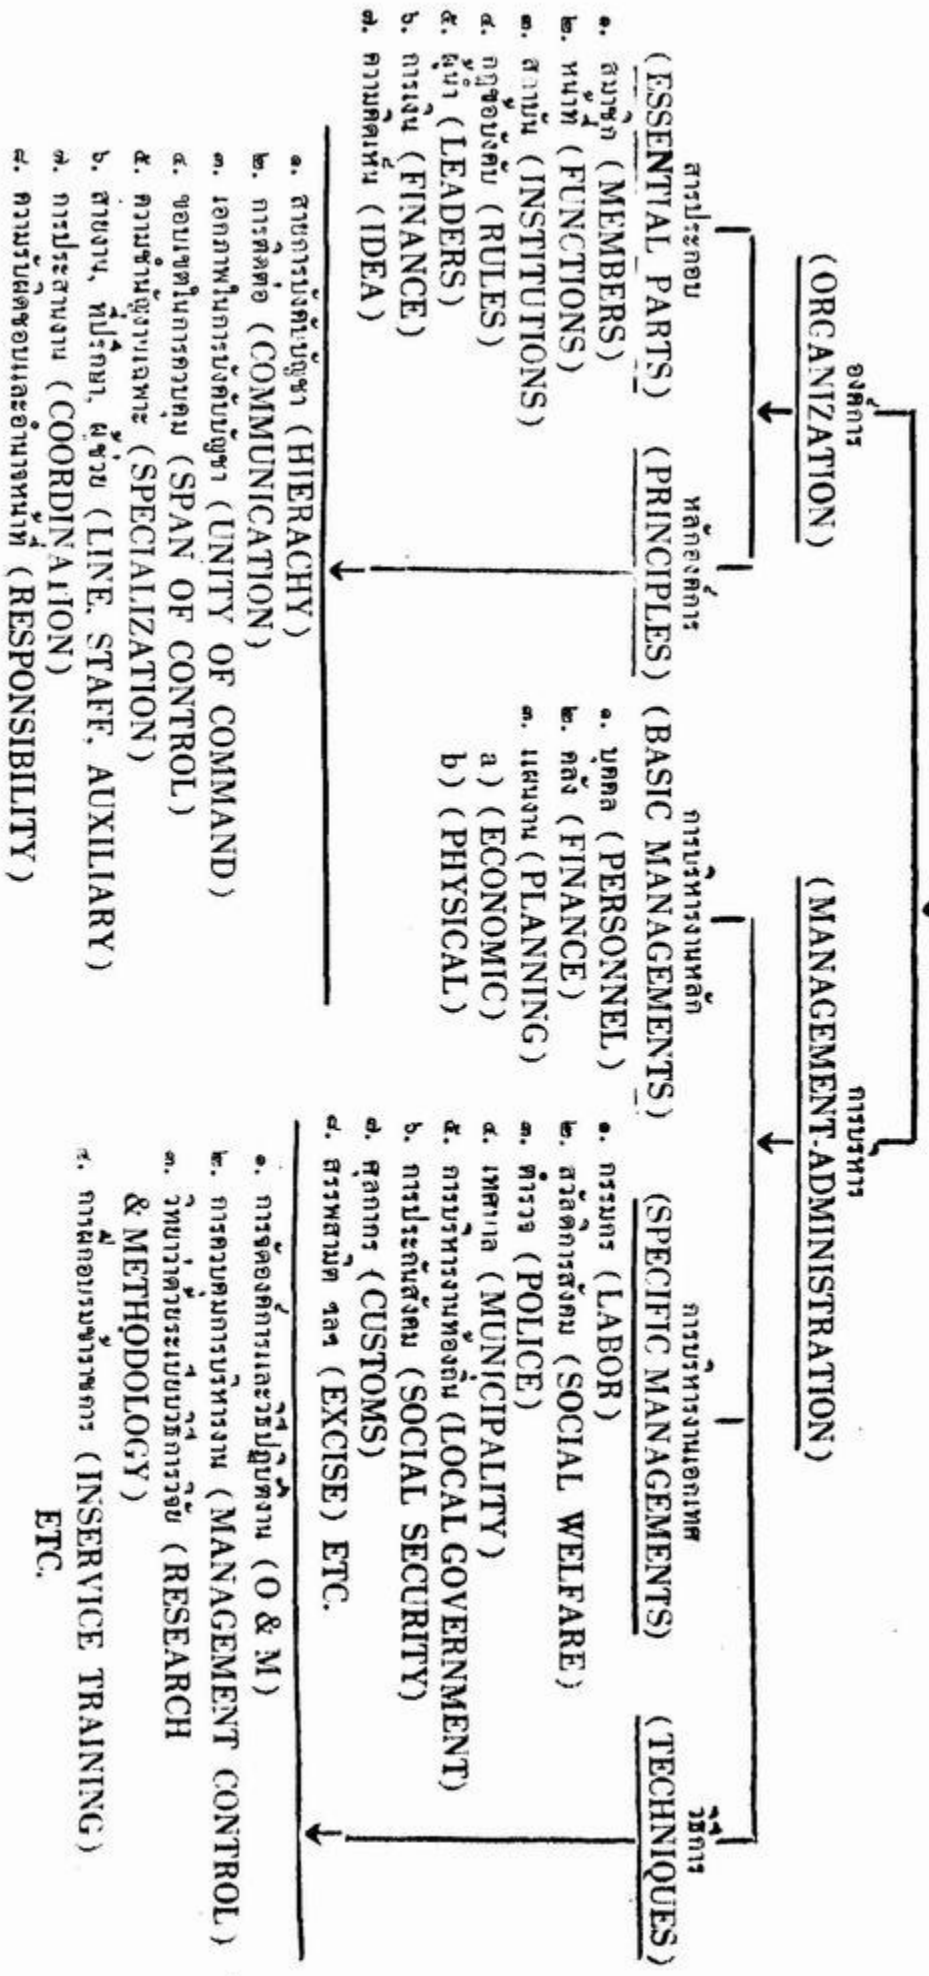 องค์การ
(ORGANIZATION)
การบริหาร
(MANAGEMENT-ADMINISTRATION)
สารประกอบ
(ESSENTIAL PARTS)
๑. สมาชิก (MEMBERS)
๒. หน้าที่ (FUNCTIONS)
๓. สถาบัน (INSTITUTIONS)
๔. กฎข้อบังคับ (RULES)
๕. ผู้นำ (LEADERS)
๖. การเงิน (FINANCE)
๗. ความคิดเห็น (IDEA)
หลักองค์การ
(PRINCIPLES)
๑. สายการบังคับบัญชา (HIERACHY)
๒. การติดต่อ (COMMUNICATION)
๓. เอกภาพในการบังคับบัญชา (UNITY OF COMMAND)
๔. ขอบเขตในการควบคุม (SPAN OF CONTROL)
๕. ความชำนัญงานเฉพาะ (SPECIALIZATION)
๖. สายงาน, ที่ปรึกษา, ผู้ช่วย (LINE, STAFF, AUXILIARY)
๗. การประสานงาน (COORDINATION)
๘. ความรับผิดชอบและอำนาจหน้าที่ (RESPONSIBILITY)
การบริหารงานหลัก
(BASIC MANAGEMENTS)
๑. บุคคล (PERSONNEL)
๒. คลัง (FINANCE)
๓. แผนงาน (PLANNING)
a) (ECONOMIC)
b) (PHYSICAL)
การบริหารงานเอกเทศ
(SPECIFIC MANAGEMENTS)
๑. กรรมกร (LABOR)
๒. สวัสดิการสังคม (SOCIAL WELFARE)
๓. ตำรวจ (POLICE)
๔. เทศบาล (MUNICIPALITY)
๕. การบริหารงานท้องถิ่น (LOCAL GOVERNMENT)
๖. การประกันสังคม (SOCIAL SECURITY)
๗. ศุลกากร (CUSTOMS)
๘. สรรพสามิต ฯลฯ (EXCISE) ETC.
วิธีการ
(TECHNIQUES)
๑. การจัดองค์การและวิธีปฏิบัติงาน (O & M)
๒. การควบคุมการบริหารงาน (MANAGEMENT CONTROL)
๓. วิทยาว่าด้วยระเบียบวิธีการวิจัย (RESEARCH
& METHODOLOGY)
๔. การฝึกอบรมข้าราชการ (INSERVICE TRAINING)
ETC.